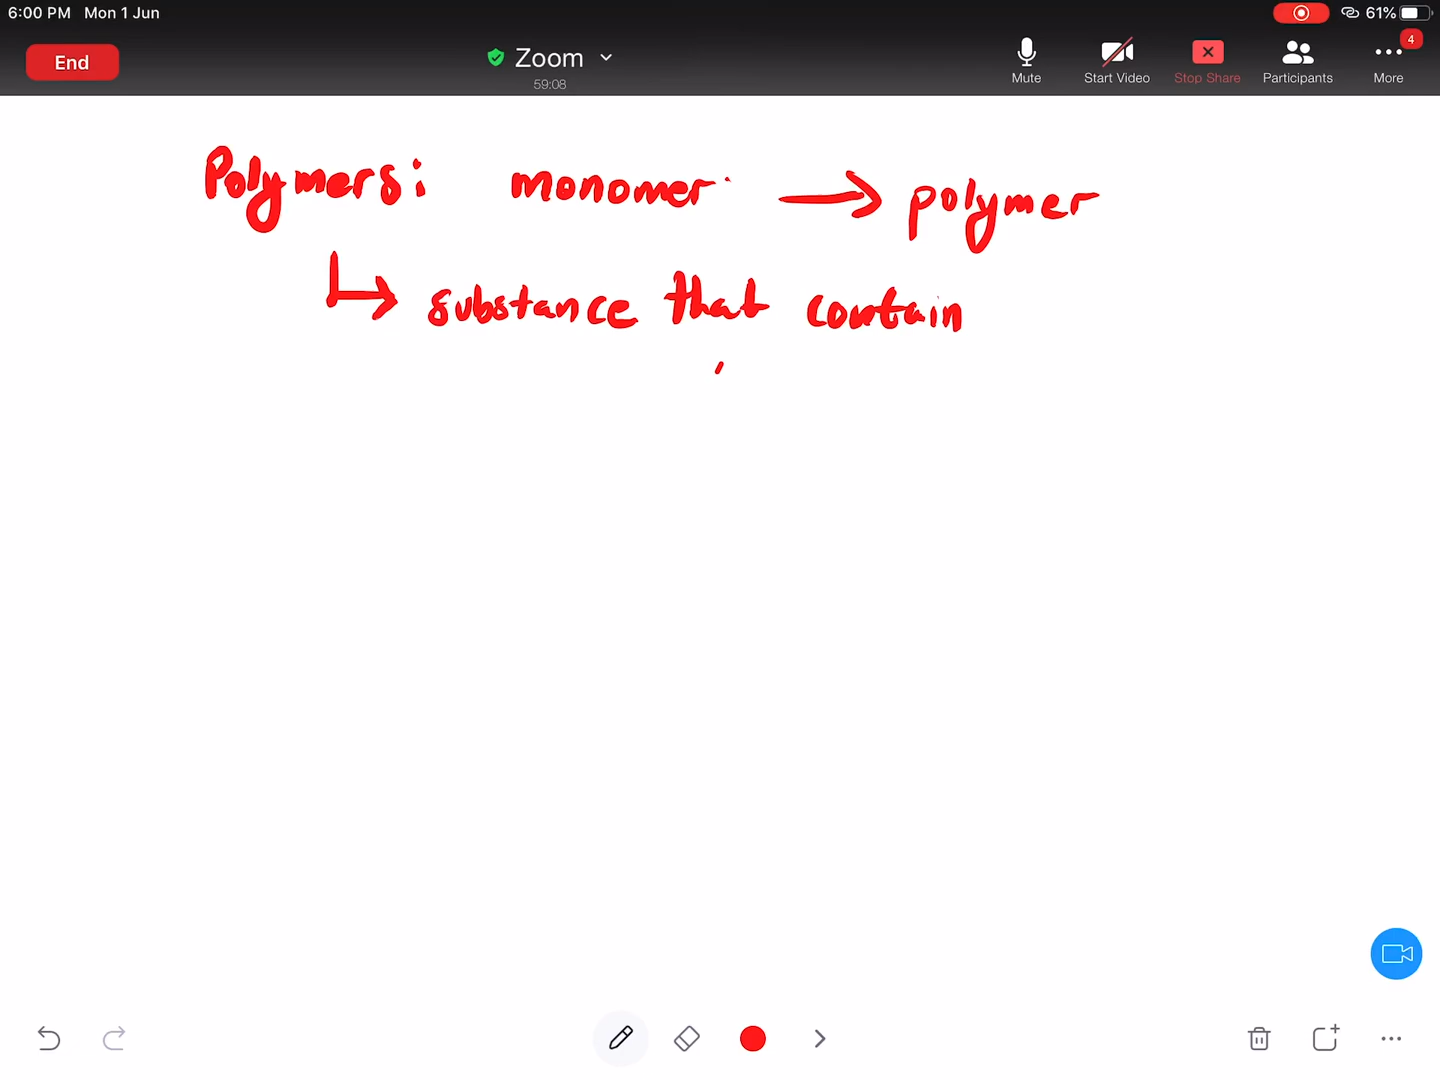 6:00 PM Mon 1 Jun
61%
End
Zoom
59:08
Mute
Start Video
Stop Share
Participants
More
4
Polymers: monomer → polymer
↳ substance that contain